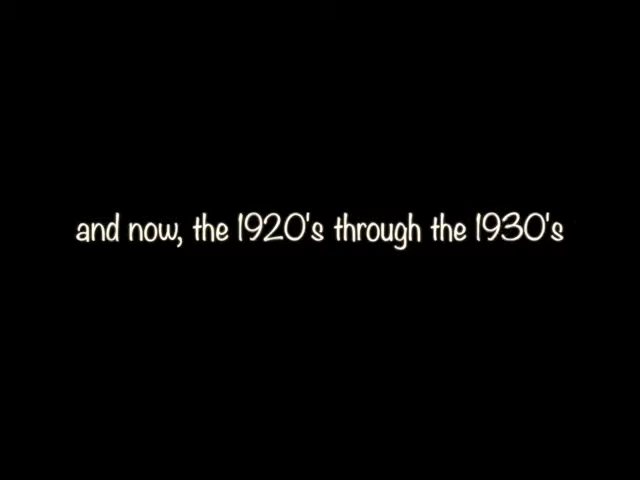 and now, the 1920's through the 1930's